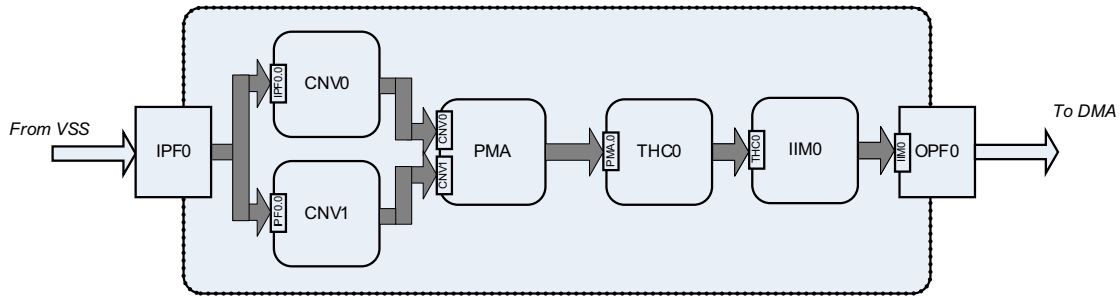 From VSS
IPF0
IPF0.0
CNV0
PF0.0
CNV1
CNV0
CNV1
PMA
PMA.0
THC0
THC0
IIM0
IIM0
OPF0
To DMA